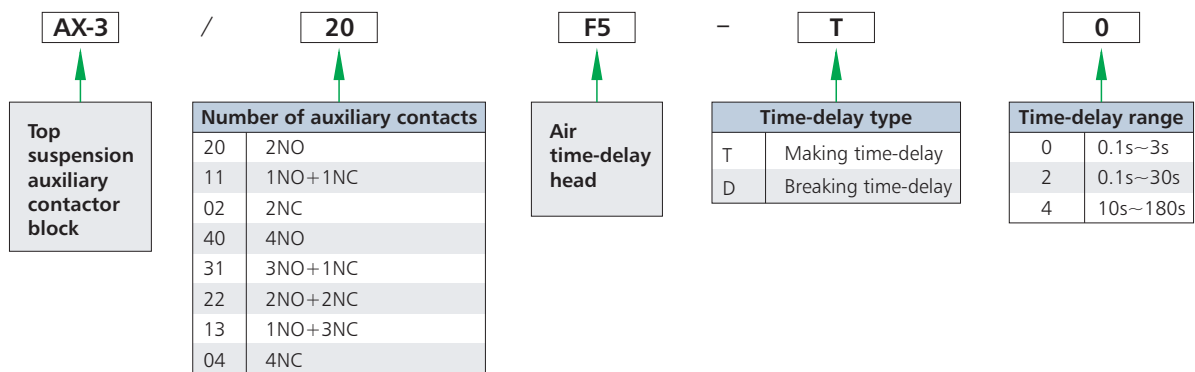 AX-3 / 20 F5 – T 0
Top
suspension
auxiliary
contactor
block
Number of auxiliary contacts
20 2NO
11 1NO+1NC
02 2NC
40 4NO
31 3NO+1NC
22 2NO+2NC
13 1NO+3NC
04 4NC
Air
time-delay
head
Time-delay type
T Making time-delay
D Breaking time-delay
Time-delay range
0 0.1s~3s
2 0.1s~30s
4 10s~180s